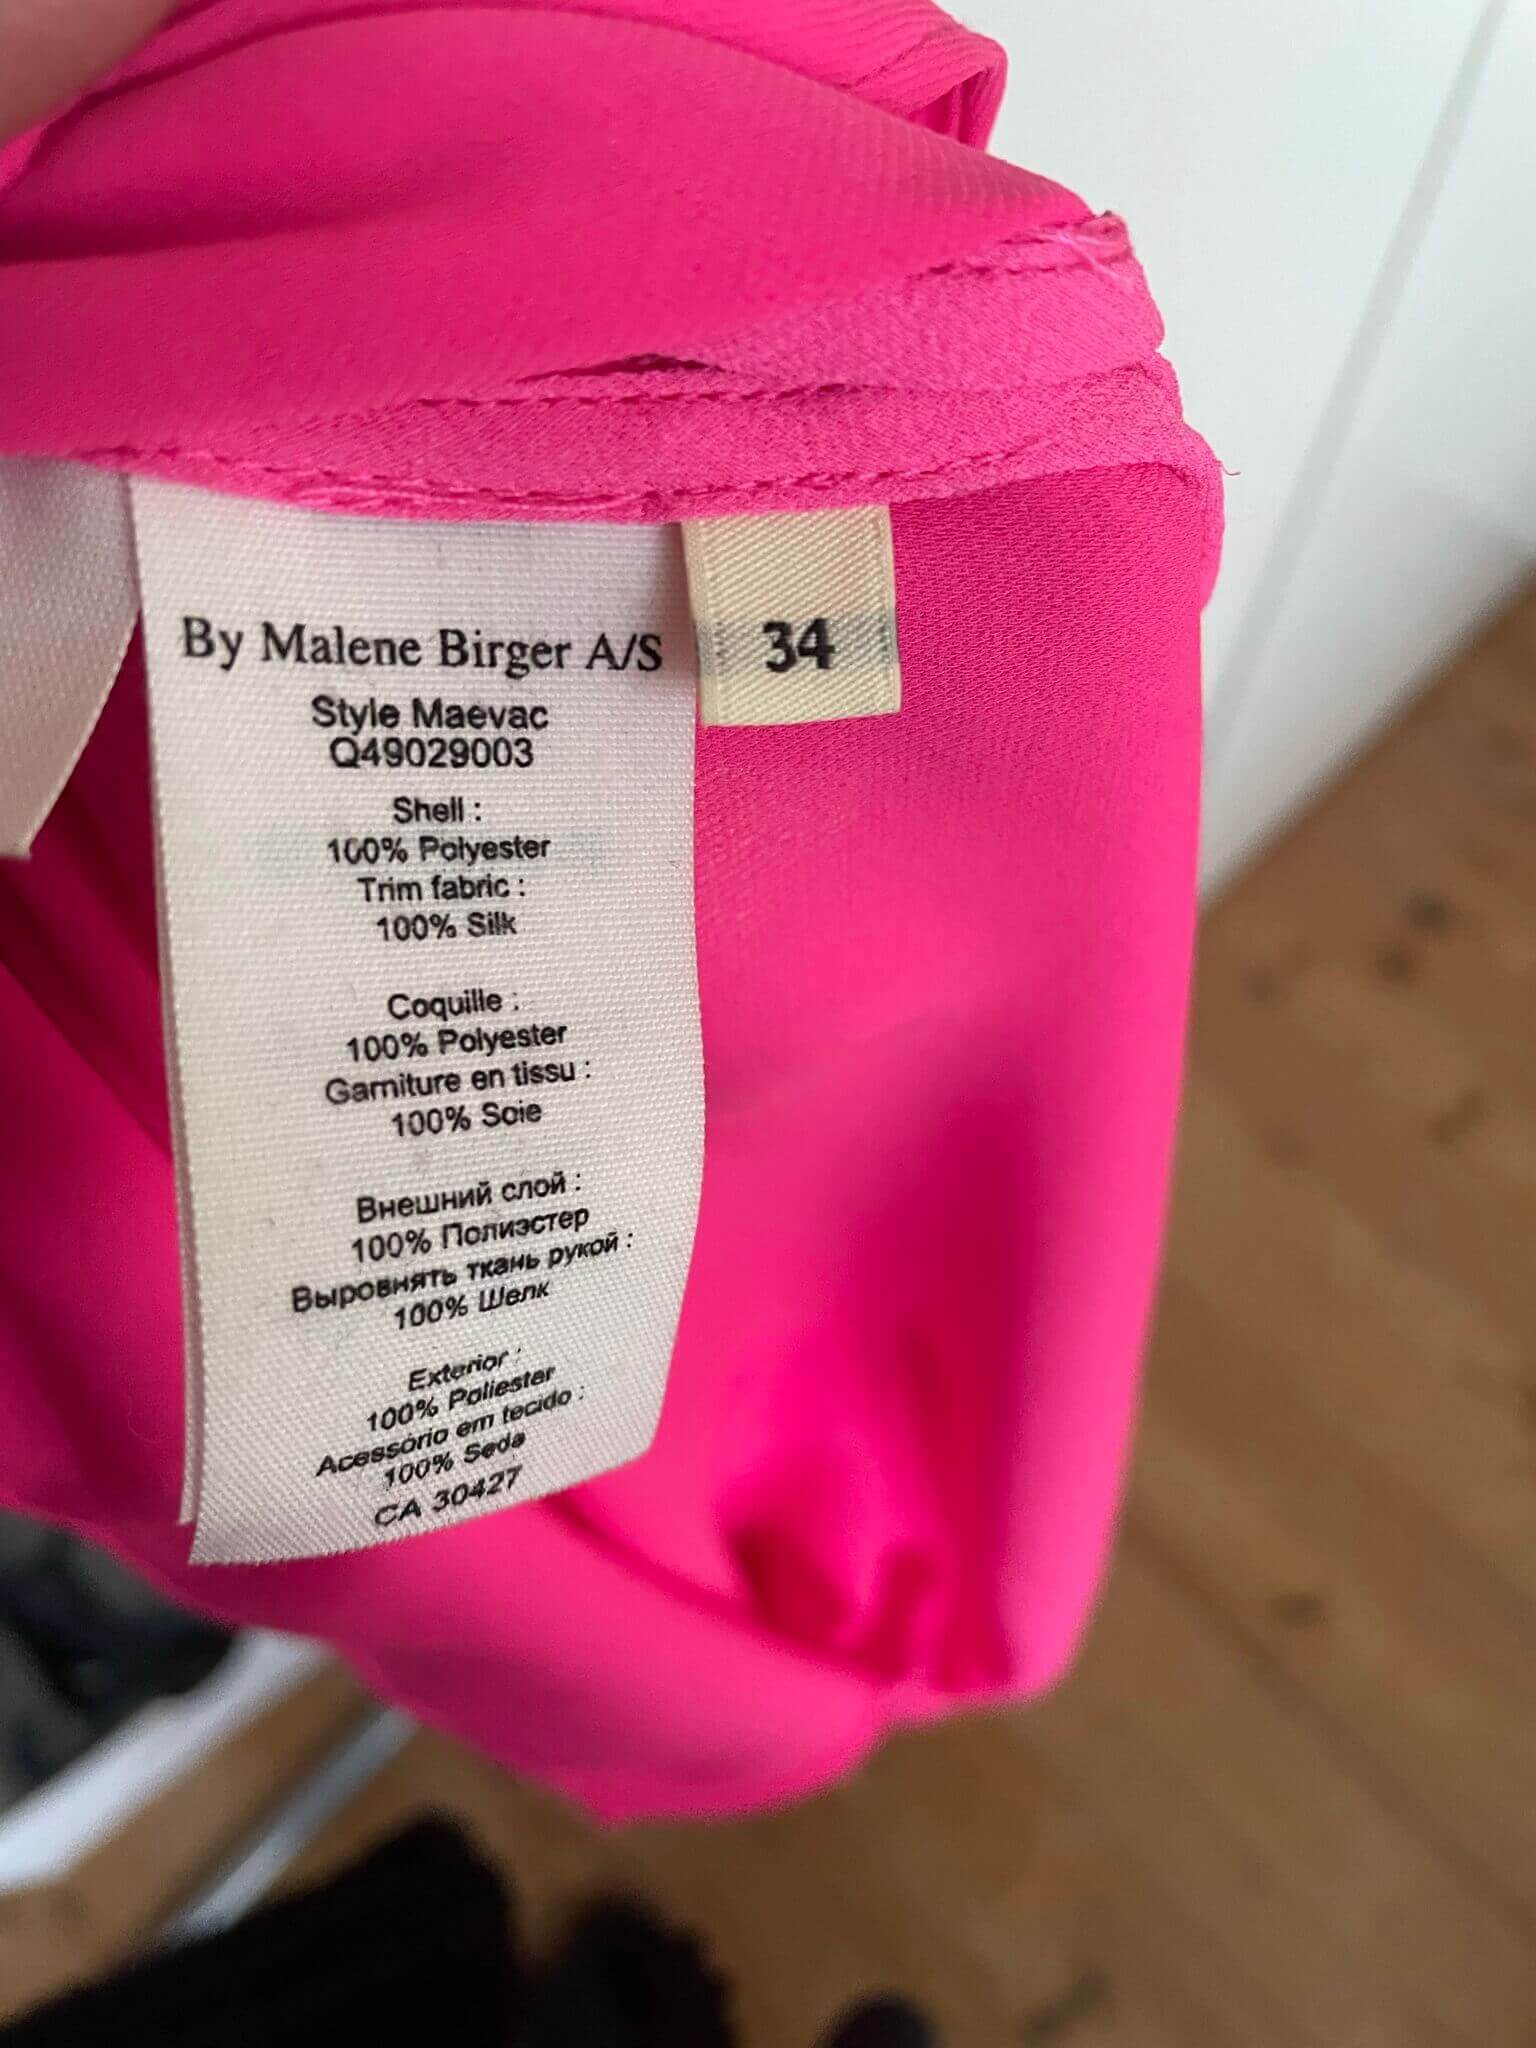 By Malene Birger A/S
34
Style Maevac
Q49029003
Shell :
100% Polyester
Trim fabric :
100% Silk
Coquille :
100% Polyester
Garniture en tissu :
100% Soie
Внешний слой :
100% Полиэстер
Выровнять ткань рукой :
100% Шелк
Exterior :
100% Poliester
Acessório em tecido :
100% Seda
CA 30427